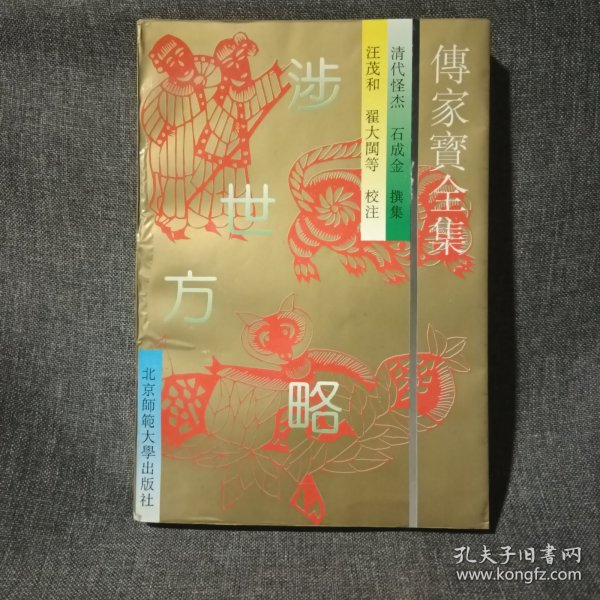 傳家寳全集
清代怪杰 石成金 撰集
汪茂和 翟大閩等 校注
涉世方略
北京師範大學出版社
孔夫子旧书网
www.kongfz.com